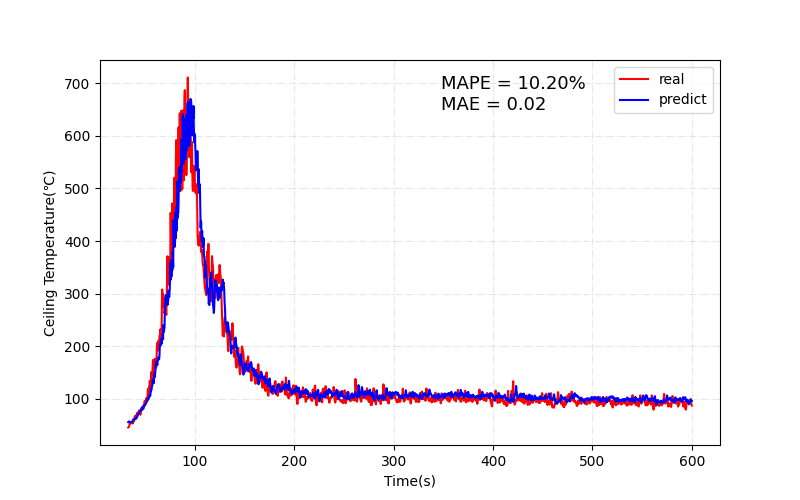 MAPE = 10.20%
MAE = 0.02
real
predict
700
600
500
400
300
200
100
Ceiling Temperature(℃)
100 200 300 400 500 600
Time(s)